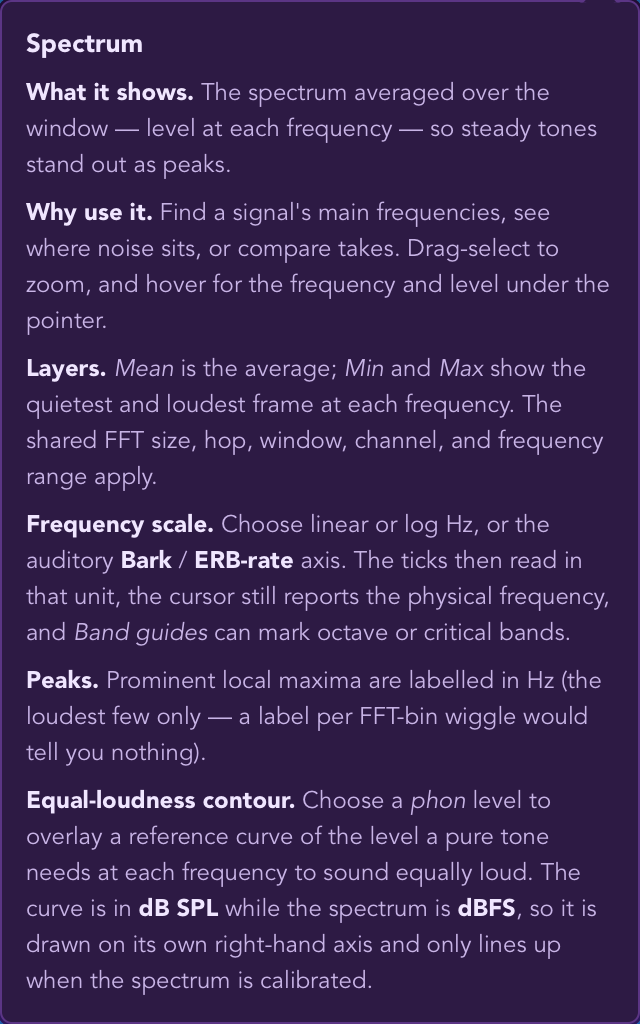 Spectrum
What it shows. The spectrum averaged over the
window — level at each frequency — so steady tones
stand out as peaks.
Why use it. Find a signal's main frequencies, see
where noise sits, or compare takes. Drag-select to
zoom, and hover for the frequency and level under the
pointer.
Layers. Mean is the average; Min and Max show the
quietest and loudest frame at each frequency. The
shared FFT size, hop, window, channel, and frequency
range apply.
Frequency scale. Choose linear or log Hz, or the
auditory Bark / ERB-rate axis. The ticks then read in
that unit, the cursor still reports the physical frequency,
and Band guides can mark octave or critical bands.
Peaks. Prominent local maxima are labelled in Hz (the
loudest few only — a label per FFT-bin wiggle would
tell you nothing).
Equal-loudness contour. Choose a phon level to
overlay a reference curve of the level a pure tone
needs at each frequency to sound equally loud. The
curve is in dB SPL while the spectrum is dBFS, so it is
drawn on its own right-hand axis and only lines up
when the spectrum is calibrated.